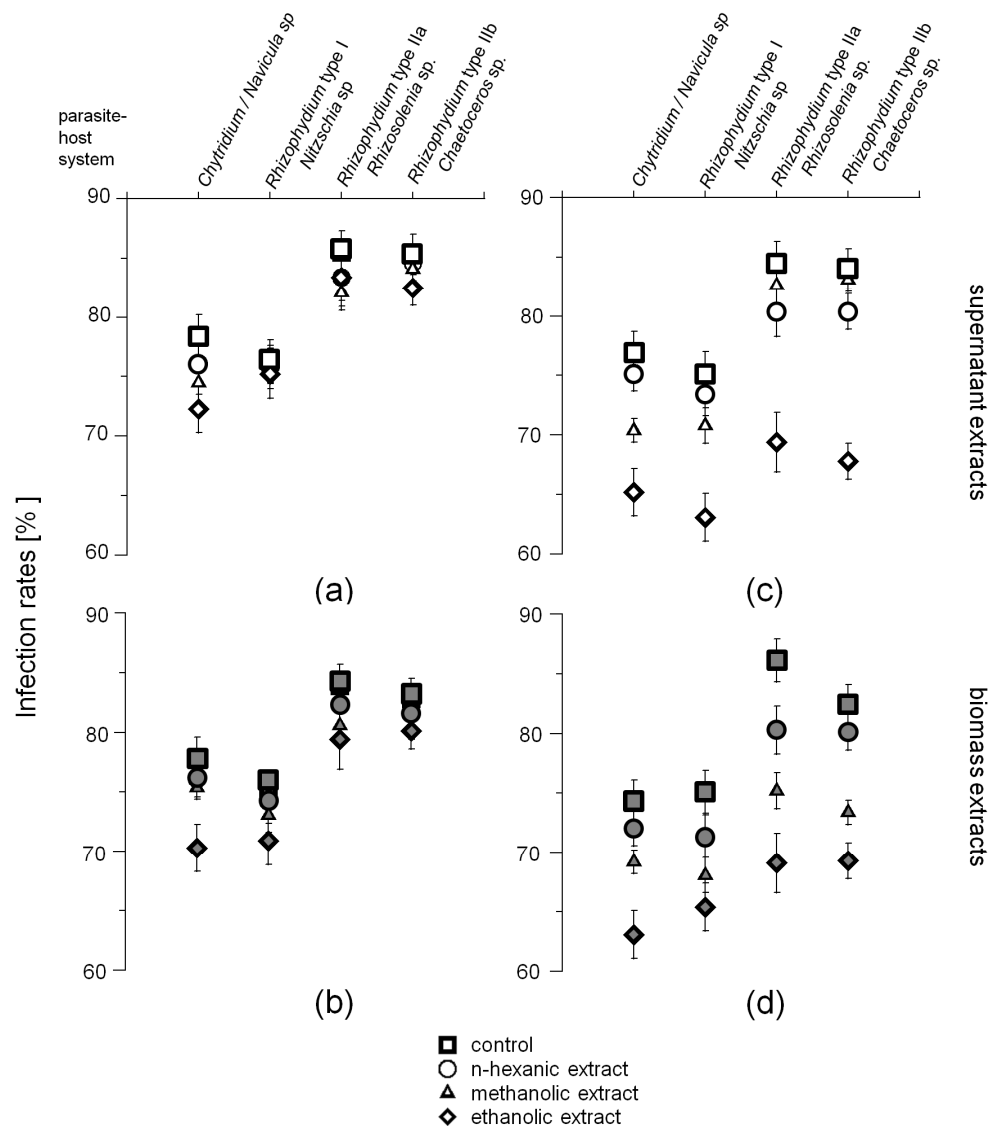 parasite-
host
system
Chytridium / Navicula sp
Rhizophydium type I
Nitzschia sp
Rhizophydium type IIa
Rhizosolenia sp.
Rhizophydium type IIb
Chaetoceros sp.
Chytridium / Navicula sp
Rhizophydium type I
Nitzschia sp
Rhizophydium type IIa
Rhizosolenia sp.
Rhizophydium type IIb
Chaetoceros sp.
90
80
70
60
(a)
90
80
70
60
(c)
supernatant extracts
Infection rates [% ]
90
80
70
60
(b)
90
80
70
60
(d)
biomass extracts
control
n-hexanic extract
methanolic extract
ethanolic extract